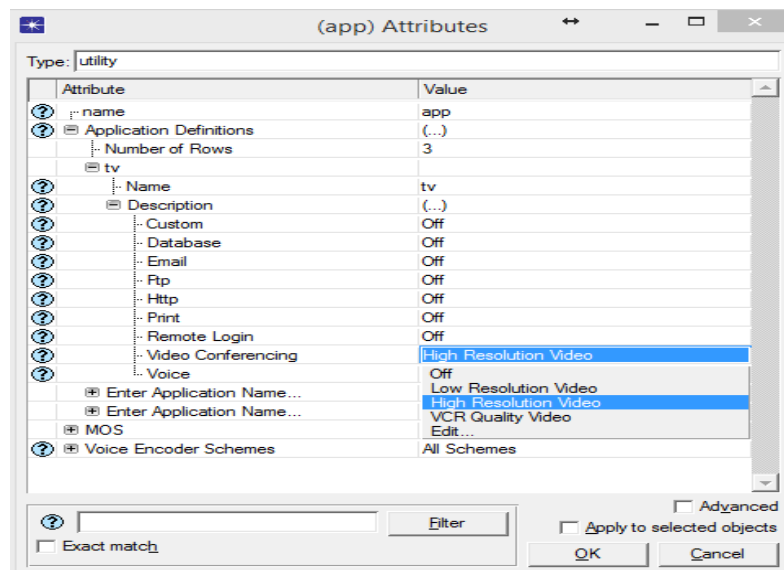 (app) Attributes
Type: utility
Attribute Value
name app
Application Definitions (...)
Number of Rows 3
tv
Name tv
Description (...)
Custom Off
Database Off
Email Off
Ftp Off
Http Off
Print Off
Remote Login Off
Video Conferencing High Resolution Video
Voice Off
Enter Application Name... Low Resolution Video
High Resolution Video
Enter Application Name... VCR Quality Video
MOS Edit...
Voice Encoder Schemes All Schemes
Advanced
Filter Apply to selected objects
Exact match OK Cancel